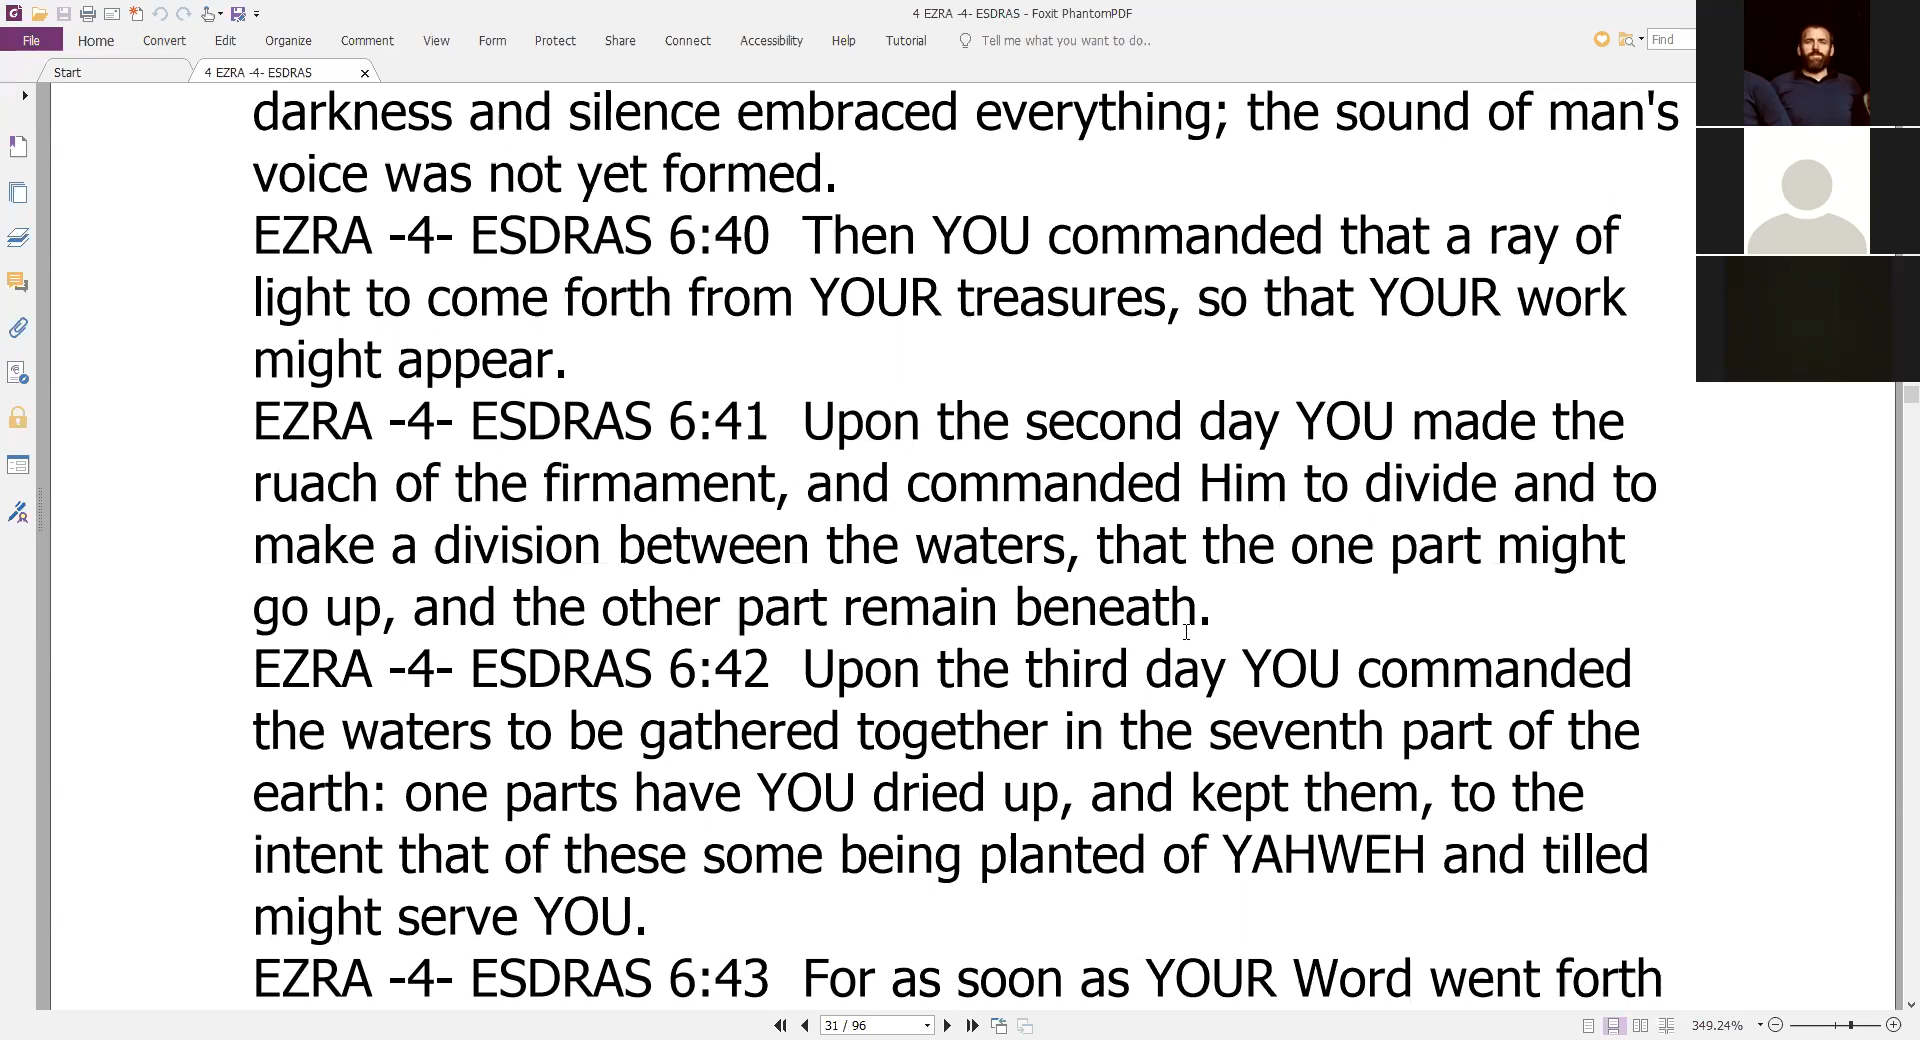 4 EZRA -4- ESDRAS - Foxit PhantomPDF
File Home Convert Edit Organize Comment View Form Protect Share Connect Accessibility Help Tutorial Tell me what you want to do.. Find
Start 4 EZRA -4- ESDRAS
darkness and silence embraced everything; the sound of man's
voice was not yet formed.
EZRA -4- ESDRAS 6:40 Then YOU commanded that a ray of
light to come forth from YOUR treasures, so that YOUR work
might appear.
EZRA -4- ESDRAS 6:41 Upon the second day YOU made the
ruach of the firmament, and commanded Him to divide and to
make a division between the waters, that the one part might
go up, and the other part remain beneath.
EZRA -4- ESDRAS 6:42 Upon the third day YOU commanded
the waters to be gathered together in the seventh part of the
earth: one parts have YOU dried up, and kept them, to the
intent that of these some being planted of YAHWEH and tilled
might serve YOU.
EZRA -4- ESDRAS 6:43 For as soon as YOUR Word went forth
31 / 96 349.24%